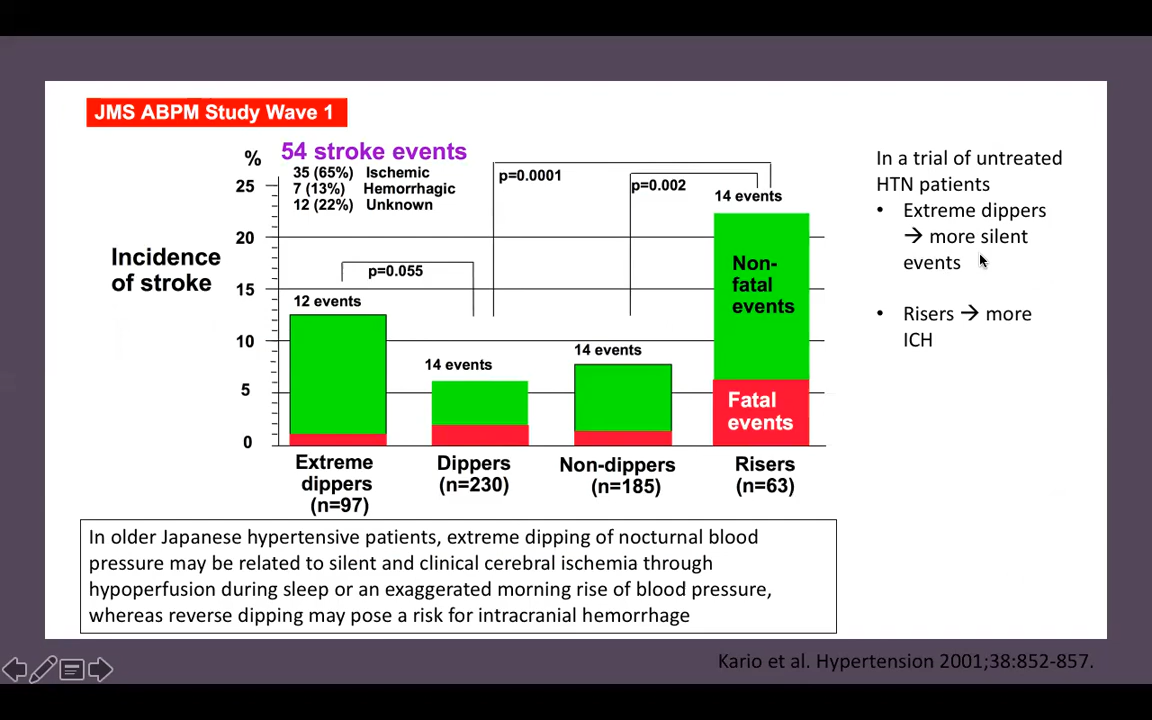 JMS ABPM Study Wave 1
%
54 stroke events
35 (65%) Ischemic
7 (13%) Hemorrhagic
12 (22%) Unknown
25
20
15
10
5
0
Incidence
of stroke
p=0.055
p=0.0001
p=0.002
12 events
14 events
14 events
14 events
Non-
fatal
events
Fatal
events
Extreme
dippers
(n=97)
Dippers
(n=230)
Non-dippers
(n=185)
Risers
(n=63)
In a trial of untreated
HTN patients
• Extreme dippers
→ more silent
events
• Risers → more
ICH
In older Japanese hypertensive patients, extreme dipping of nocturnal blood
pressure may be related to silent and clinical cerebral ischemia through
hypoperfusion during sleep or an exaggerated morning rise of blood pressure,
whereas reverse dipping may pose a risk for intracranial hemorrhage
Kario et al. Hypertension 2001;38:852-857.